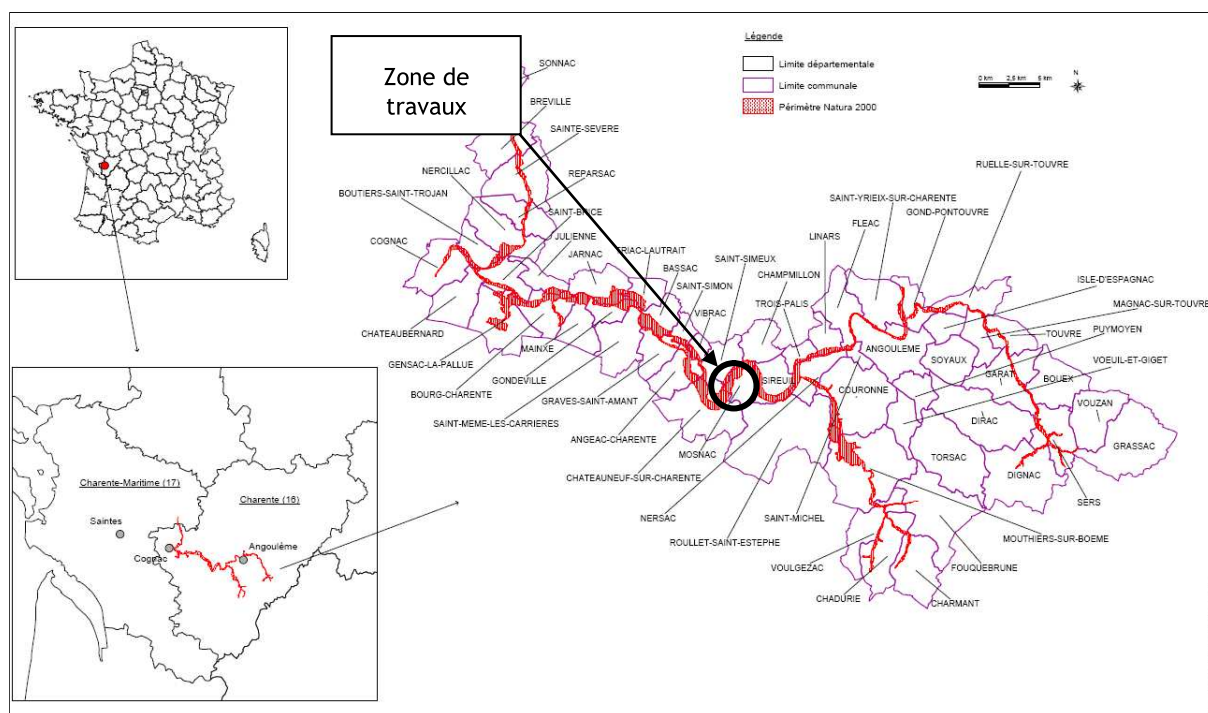 Zone de
travaux
Légende
Limite départementale
Limite communale
Périmètre Natura 2000
0 km 2,5 km 5 km
N
SONNAC
BREVILLE
SAINTE-SEVERE
NERCILLAC
REPARSAC
BOUTIERS-SAINT-TROJAN
SAINT-BRICE
COGNAC
JULIENNE
JARNAC
TRIAC-LAUTRAIT
BASSAC
SAINT-SIMON
VIBRAC
SAINT-SIMEUX
CHAMPMILLON
TROIS-PALIS
LINARS
FLEAC
SAINT-YRIEIX-SUR-CHARENTE
GOND-PONTOUVRE
RUELLE-SUR-TOUVRE
ISLE-D'ESPAGNAC
MAGNAC-SUR-TOUVRE
TOUVRE
PUYMOYEN
VOEUIL-ET-GIGET
CHATEAUBERNARD
GENSAC-LA-PALLUE
MAINXE
BOURG-CHARENTE
GONDEVILLE
GRAVES-SAINT-AMANT
SAINT-MEME-LES-CARRIERES
ANGEAC-CHARENTE
MOSNAC
CHATEAUNEUF-SUR-CHARENTE
SIREUIL
NERSAC
ROULLET-SAINT-ESTEPHE
SAINT-MICHEL
COURONNE
ANGOULEME
SOYAUX
GARAT
BOUEX
VOUZAN
GRASSAC
DIRAC
TORSAC
DIGNAC
SERS
MOUTHIERS-SUR-BOEME
VOULGEZAC
FOUQUEBRUNE
CHADURIE
CHARMANT
Charente-Maritime (17)
Charente (16)
Saintes
Cognac
Angoulême